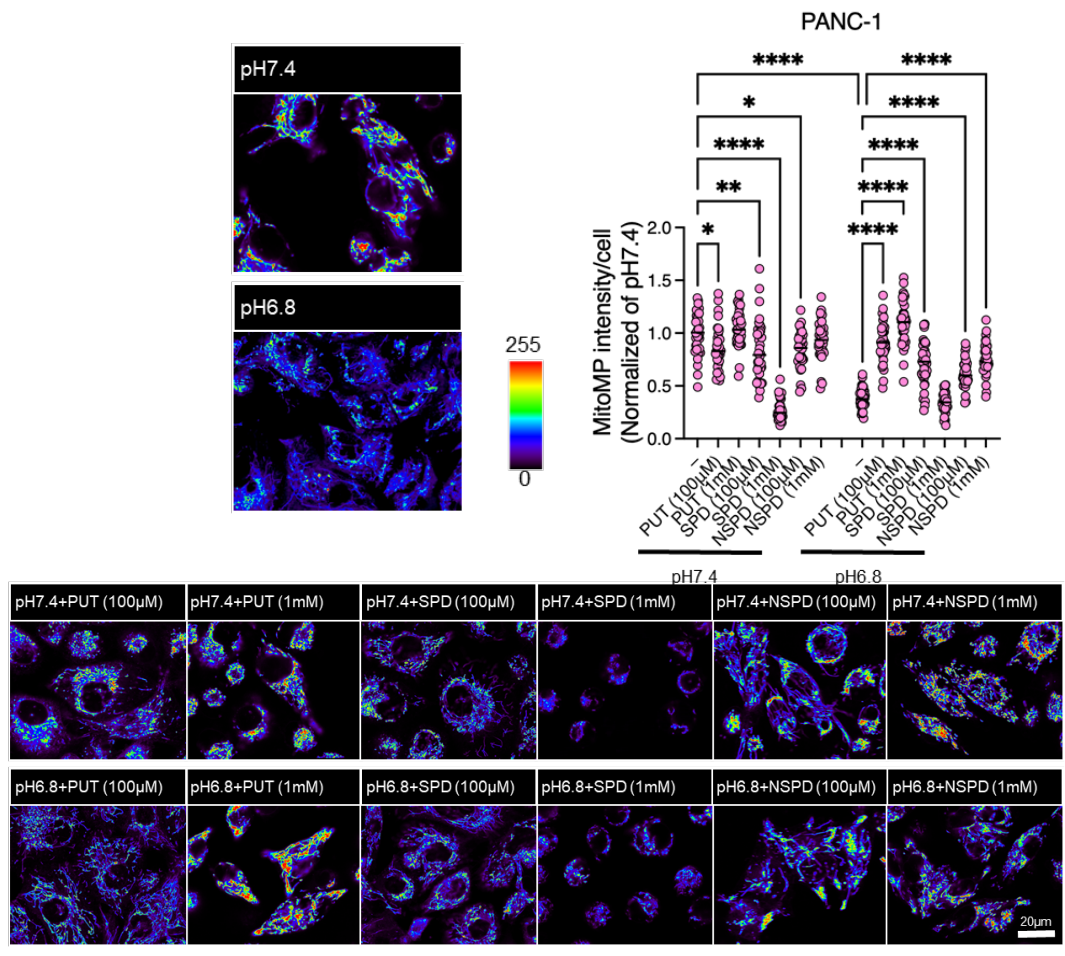 PANC-1
pH7.4
pH6.8
255
0
**** ****
* ****
**** ****
** ****
* ****
MitoMP intensity/cell
(Normalized of pH7.4)
2.0
1.5
1.0
0.5
0.0
–
PUT (100μM)
PUT (1mM)
SPD (100μM)
SPD (1mM)
NSPD (100μM)
NSPD (1mM)
–
PUT (100μM)
PUT (1mM)
SPD (100μM)
SPD (1mM)
NSPD (100μM)
NSPD (1mM)
pH7.4
pH6.8
pH7.4+PUT (100μM)
pH7.4+PUT (1mM)
pH7.4+SPD (100μM)
pH7.4+SPD (1mM)
pH7.4+NSPD (100μM)
pH7.4+NSPD (1mM)
pH6.8+PUT (100μM)
pH6.8+PUT (1mM)
pH6.8+SPD (100μM)
pH6.8+SPD (1mM)
pH6.8+NSPD (100μM)
pH6.8+NSPD (1mM)
20μm